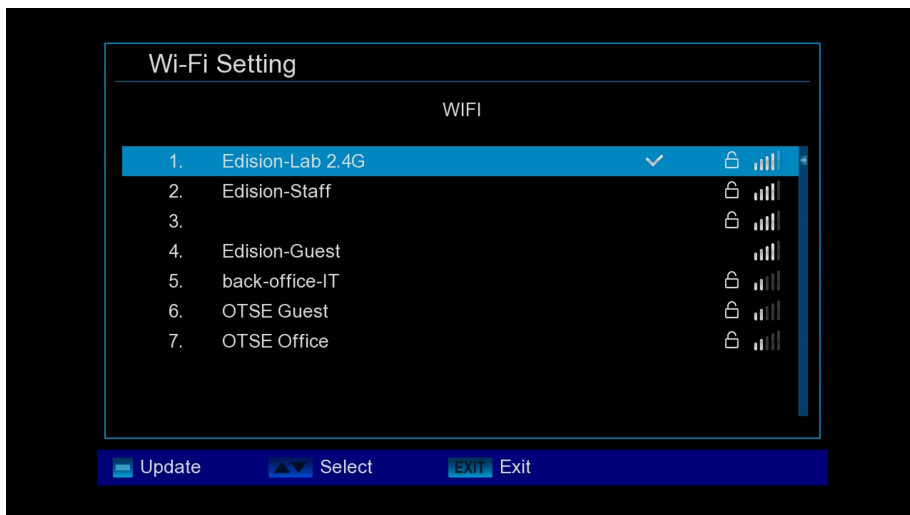 Wi-Fi Setting
WIFI
1. Edision-Lab 2.4G
2. Edision-Staff
3.
4. Edision-Guest
5. back-office-IT
6. OTSE Guest
7. OTSE Office
Update Select EXIT Exit